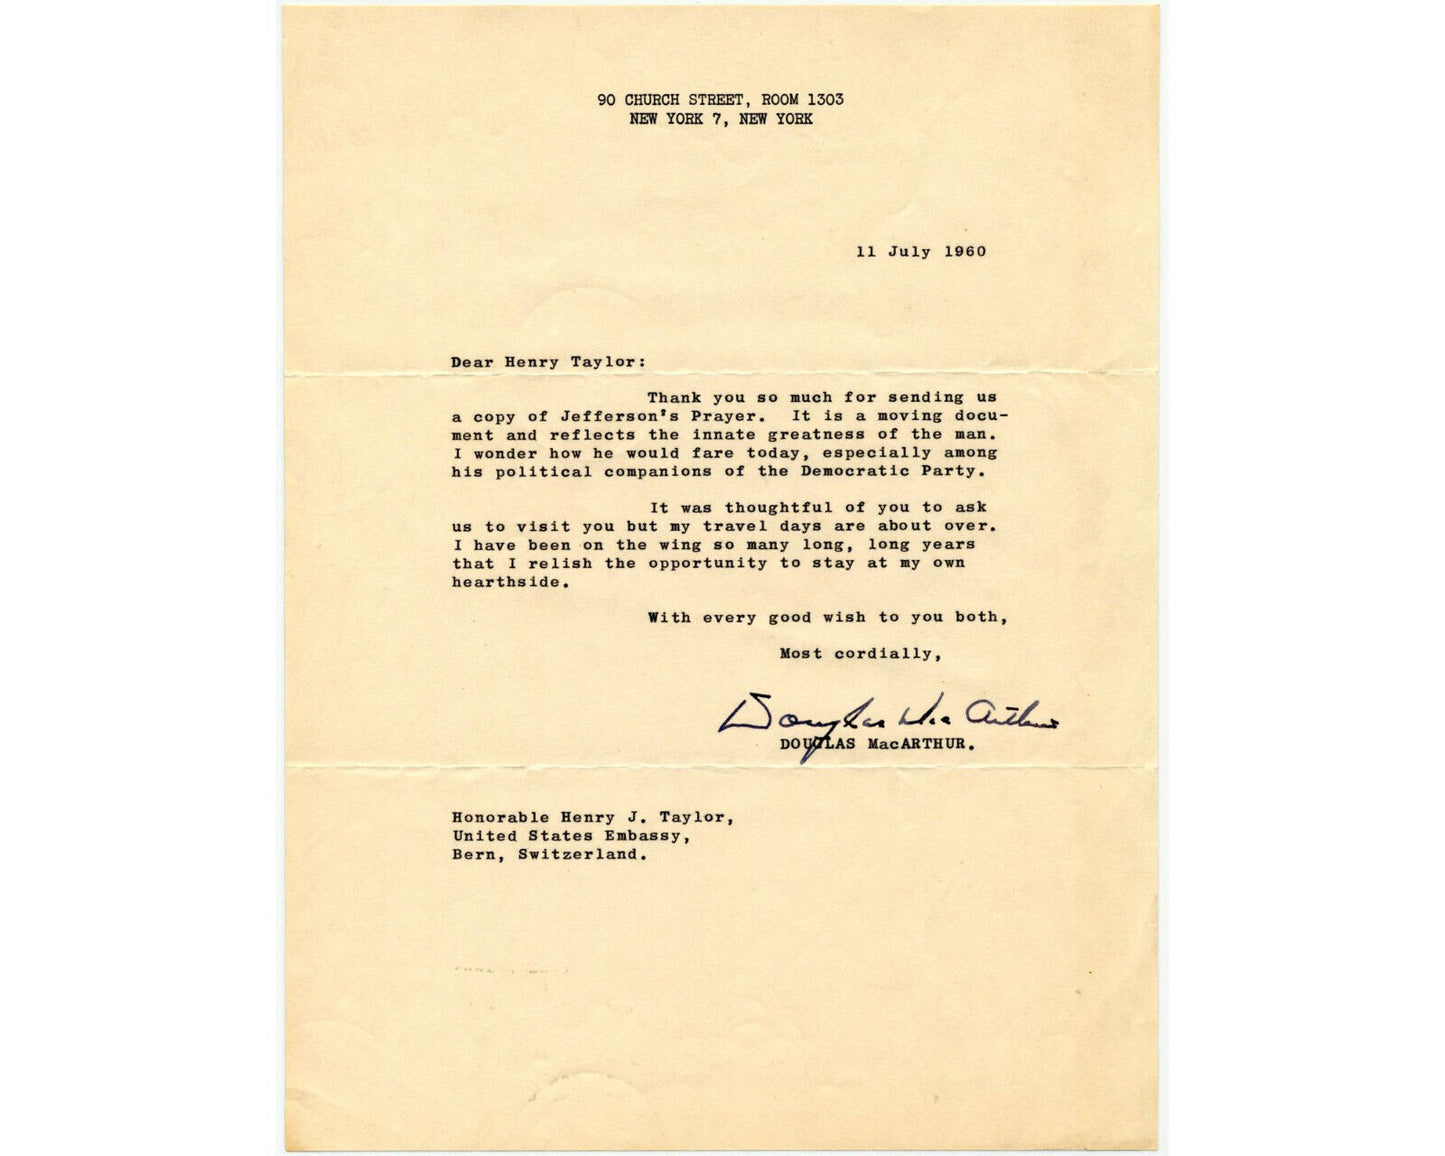 90 CHURCH STREET, ROOM 1303
NEW YORK 7, NEW YORK
11 July 1960
Dear Henry Taylor:
Thank you so much for sending us
a copy of Jefferson's Prayer. It is a moving docu-
ment and reflects the innate greatness of the man.
I wonder how he would fare today, especially among
his political companions of the Democratic Party.
It was thoughtful of you to ask
us to visit you but my travel days are about over.
I have been on the wing so many long, long years
that I relish the opportunity to stay at my own
hearthside.
With every good wish to you both,
Most cordially,
Douglas MacArthur
DOUGLAS MacARTHUR.
Honorable Henry J. Taylor,
United States Embassy,
Bern, Switzerland.